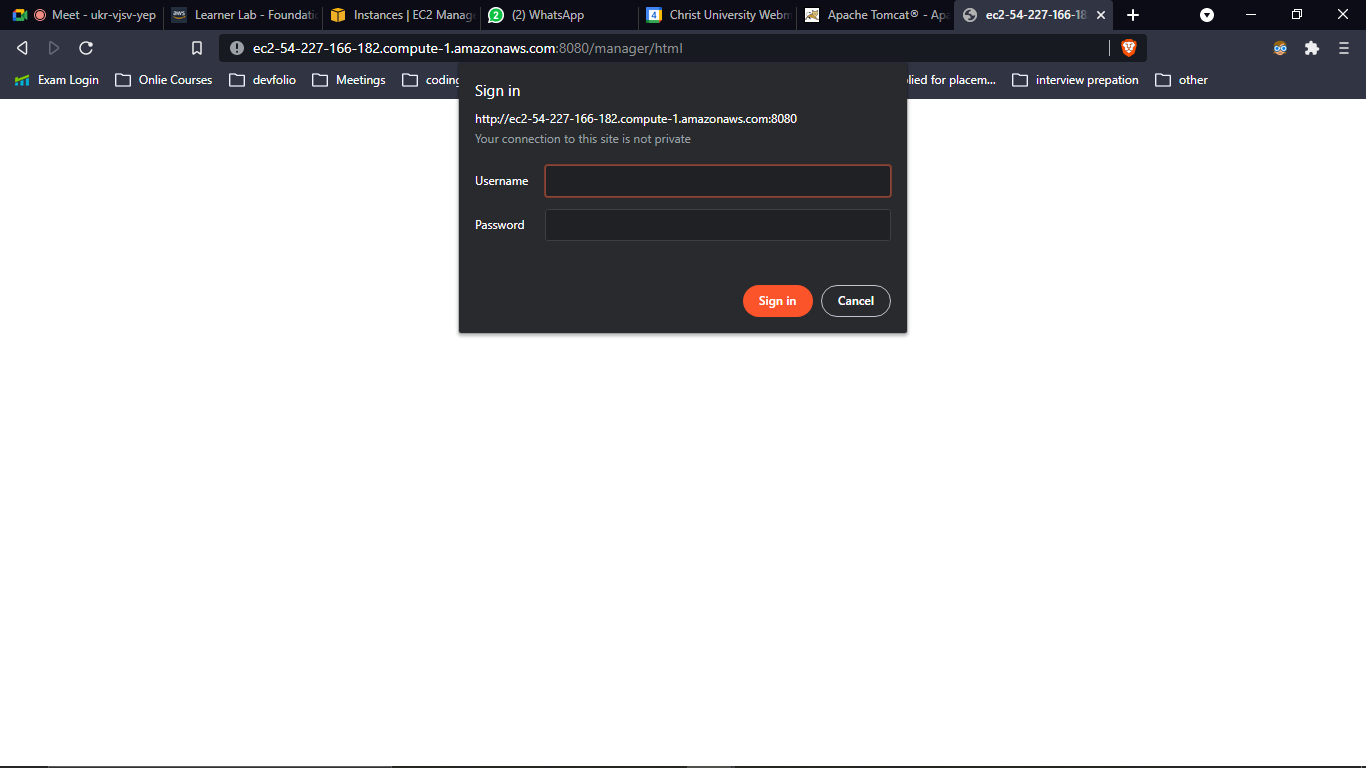 Meet - ukr-vjsv-yep
aws Learner Lab - Foundati
Instances | EC2 Manag
2 (2) WhatsApp
4 Christ University Webm
Apache Tomcat® - Apa
ec2-54-227-166-18
ec2-54-227-166-182.compute-1.amazonaws.com:8080/manager/html
Exam Login
Onlie Courses
devfolio
Meetings
coding
lied for placem...
interview prepation
other
Sign in
http://ec2-54-227-166-182.compute-1.amazonaws.com:8080
Your connection to this site is not private
Username
Password
Sign in
Cancel